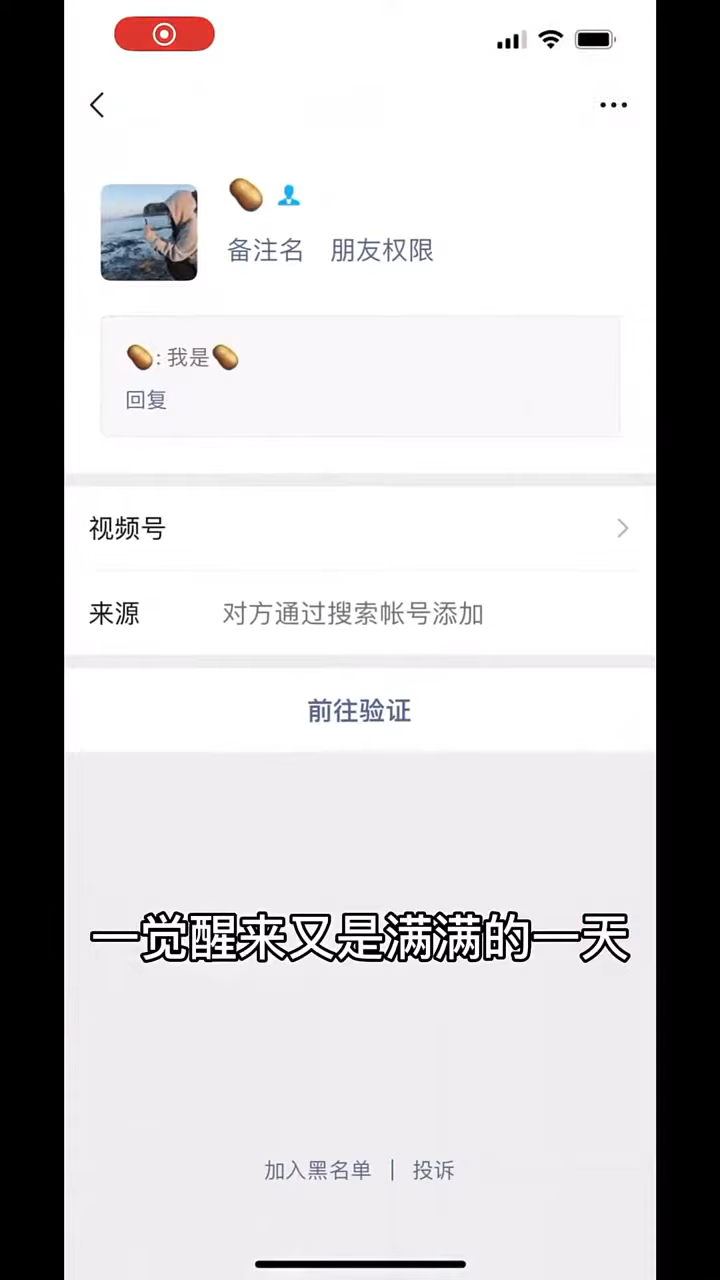 🥔
备注名 朋友权限
🥔: 我是🥔
回复
视频号
来源 对方通过搜索帐号添加
前往验证
一觉醒来又是满满的一天
加入黑名单 | 投诉